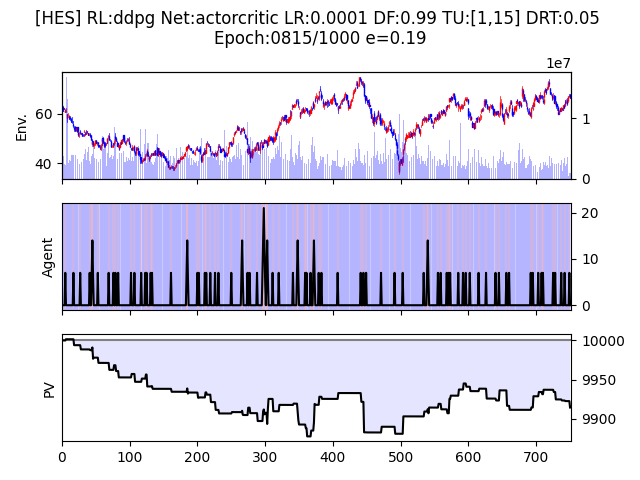 [HES] RL:ddpg Net:actorcritic LR:0.0001 DF:0.99 TU:[1,15] DRT:0.05
Epoch:0815/1000 e=0.19
1e7
Env.
60
40
1
0
Agent
20
10
0
PV
10000
9950
9900
0 100 200 300 400 500 600 700